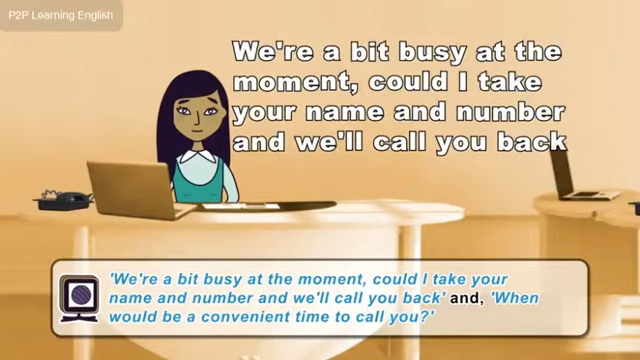 P2P Learning English
We're a bit busy at the
moment, could I take
your name and number
and we'll call you back
'We're a bit busy at the moment, could I take your
name and number and we'll call you back' and, 'When
would be a convenient time to call you?'